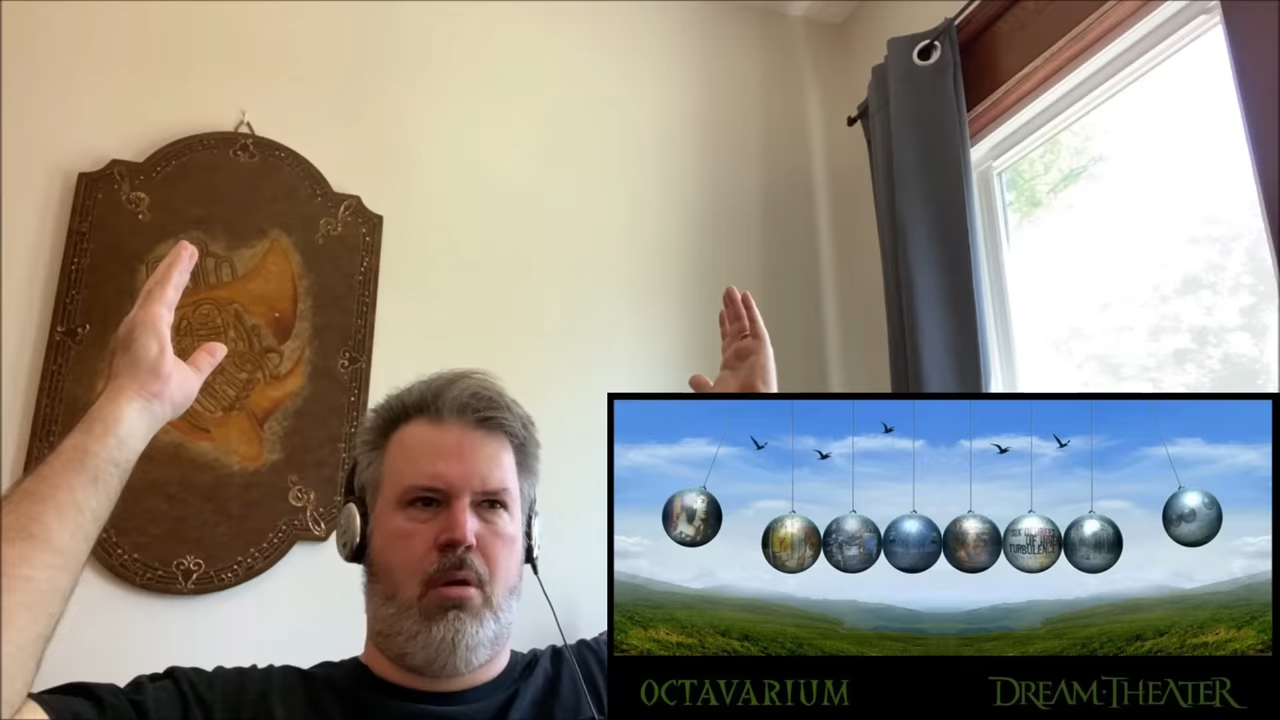 SIX DEGREES
OF INNER
TURBULENCE
OCTAVARIUM
DREAM·THEATER